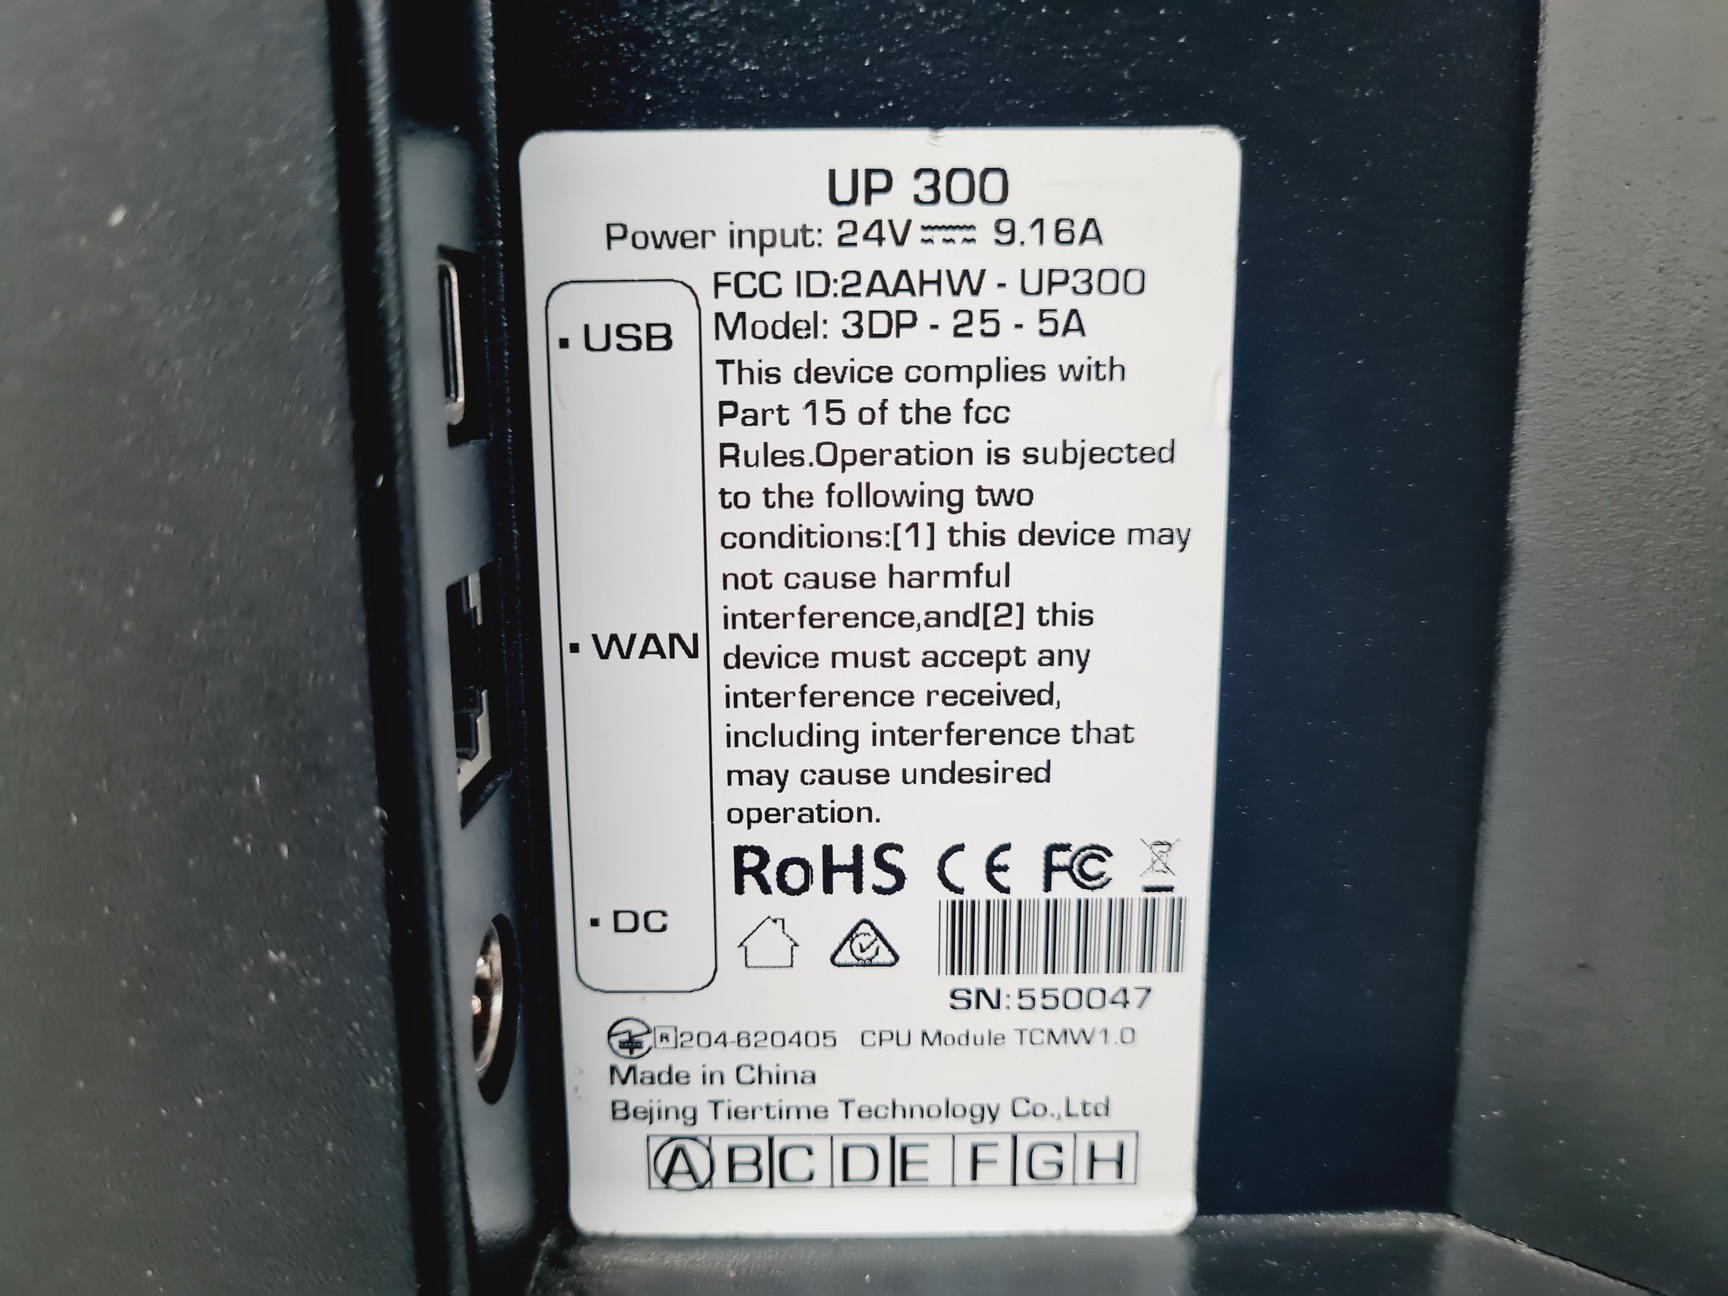 UP 300
Power input: 24V 9.16A
FCC ID:2AAHW - UP300
Model: 3DP - 25 - 5A
This device complies with
Part 15 of the fcc
Rules.Operation is subjected
to the following two
conditions:[1] this device may
not cause harmful
interference,and[2] this
device must accept any
interference received,
including interference that
may cause undesired
operation.
▪ USB
▪ WAN
▪ DC
RoHS CE FC
SN:550047
R 204-620405 CPU Module TCMW1.0
Made in China
Bejing Tiertime Technology Co.,Ltd
A B C D E F G H